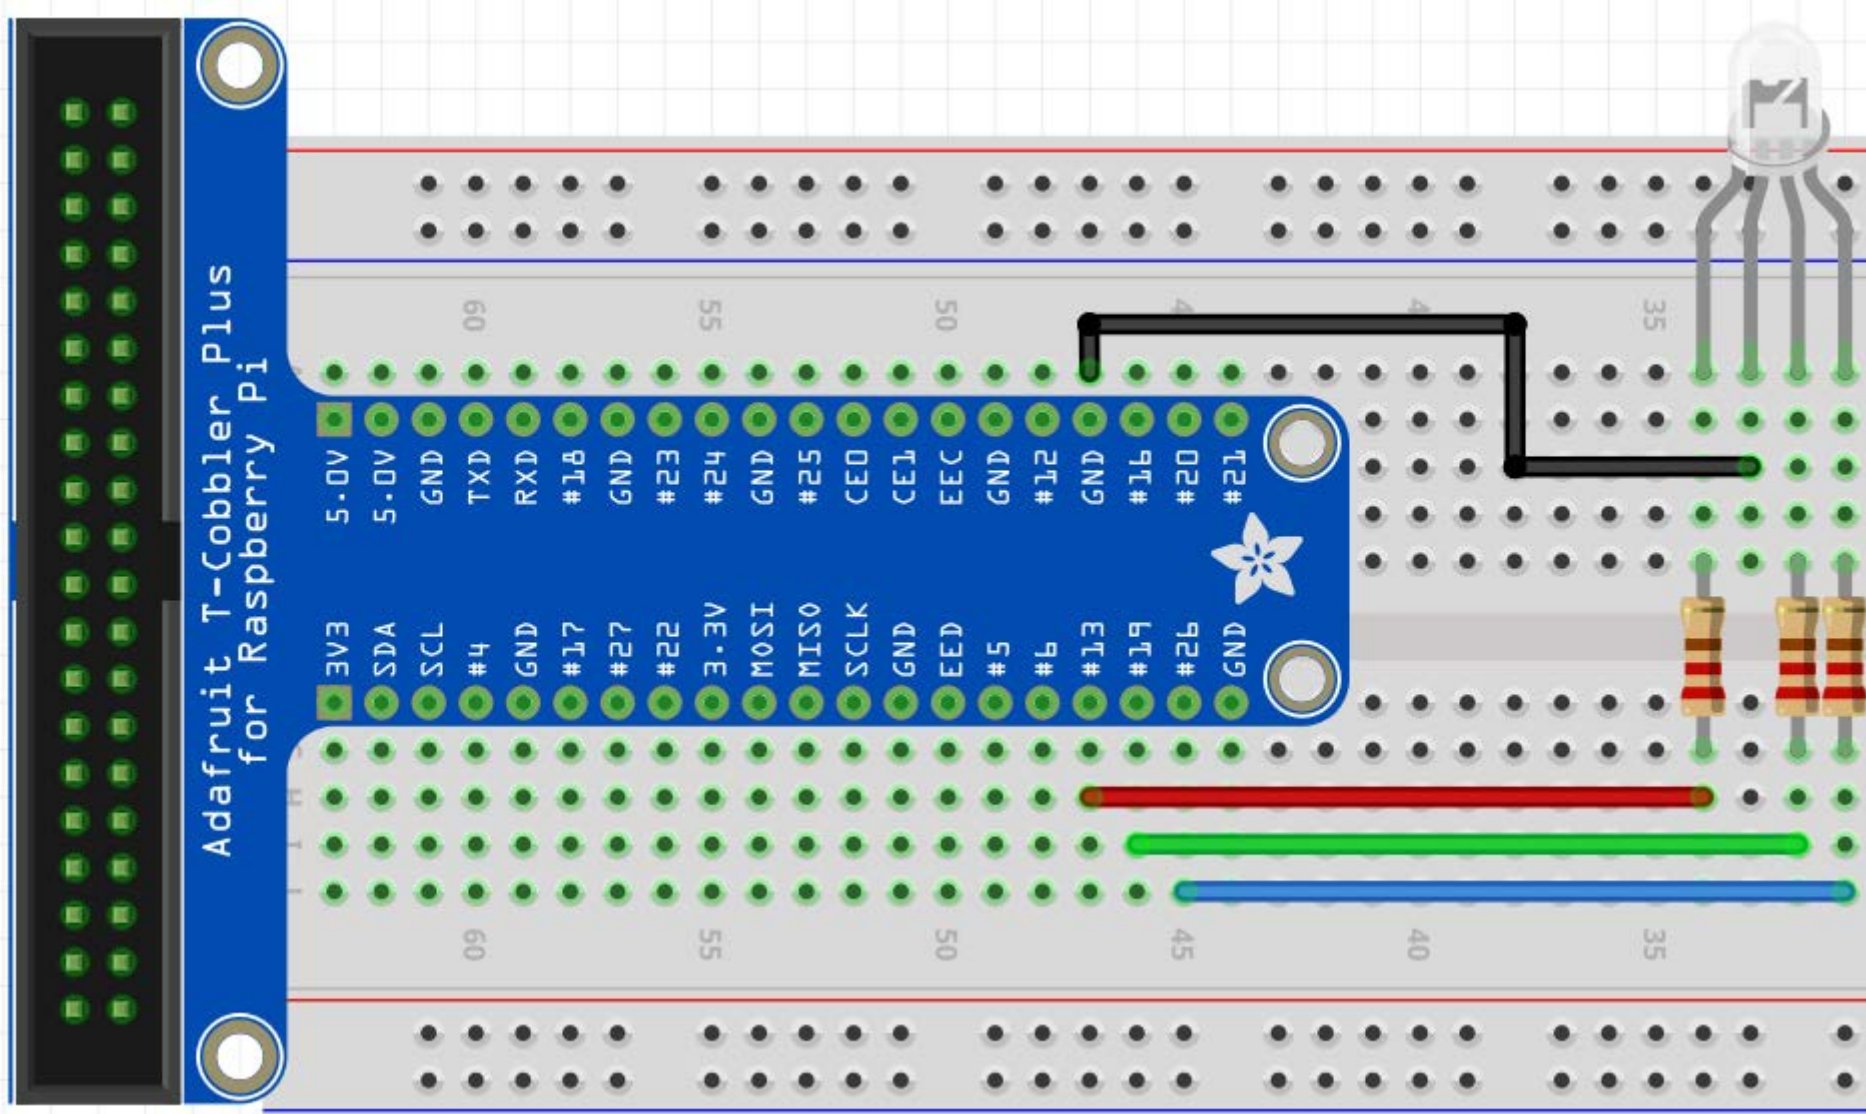 Adafruit T-Cobbler Plus
for Raspberry Pi
60 55 50 4 4 35
5.0V 5.0V GND TXD RXD #18 GND #23 #24 GND #25 CE0 CE1 EEC GND #12 GND #16 #20 #21
3V3 SDA SCL #4 GND #17 #27 #22 3.3V MOSI MISO SCLK GND EED #5 #6 #13 #19 #26 GND
H
I
60 55 50 45 40 35